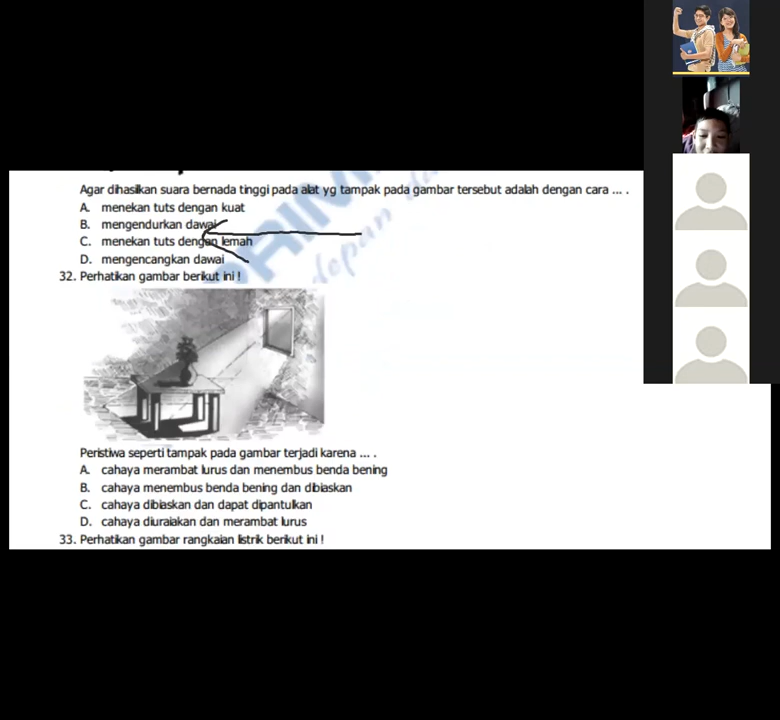 Agar dihasilkan suara bernada tinggi pada alat yg tampak pada gambar tersebut adalah dengan cara ... .
A. menekan tuts dengan kuat
B. mengendurkan dawai
C. menekan tuts dengan lemah
D. mengencangkan dawai
32. Perhatikan gambar berikut ini !
Peristiwa seperti tampak pada gambar terjadi karena ... .
A. cahaya merambat lurus dan menembus benda bening
B. cahaya menembus benda bening dan dibiaskan
C. cahaya dibiaskan dan dapat dipantulkan
D. cahaya diuraiakan dan merambat lurus
33. Perhatikan gambar rangkaian listrik berikut ini !
depan